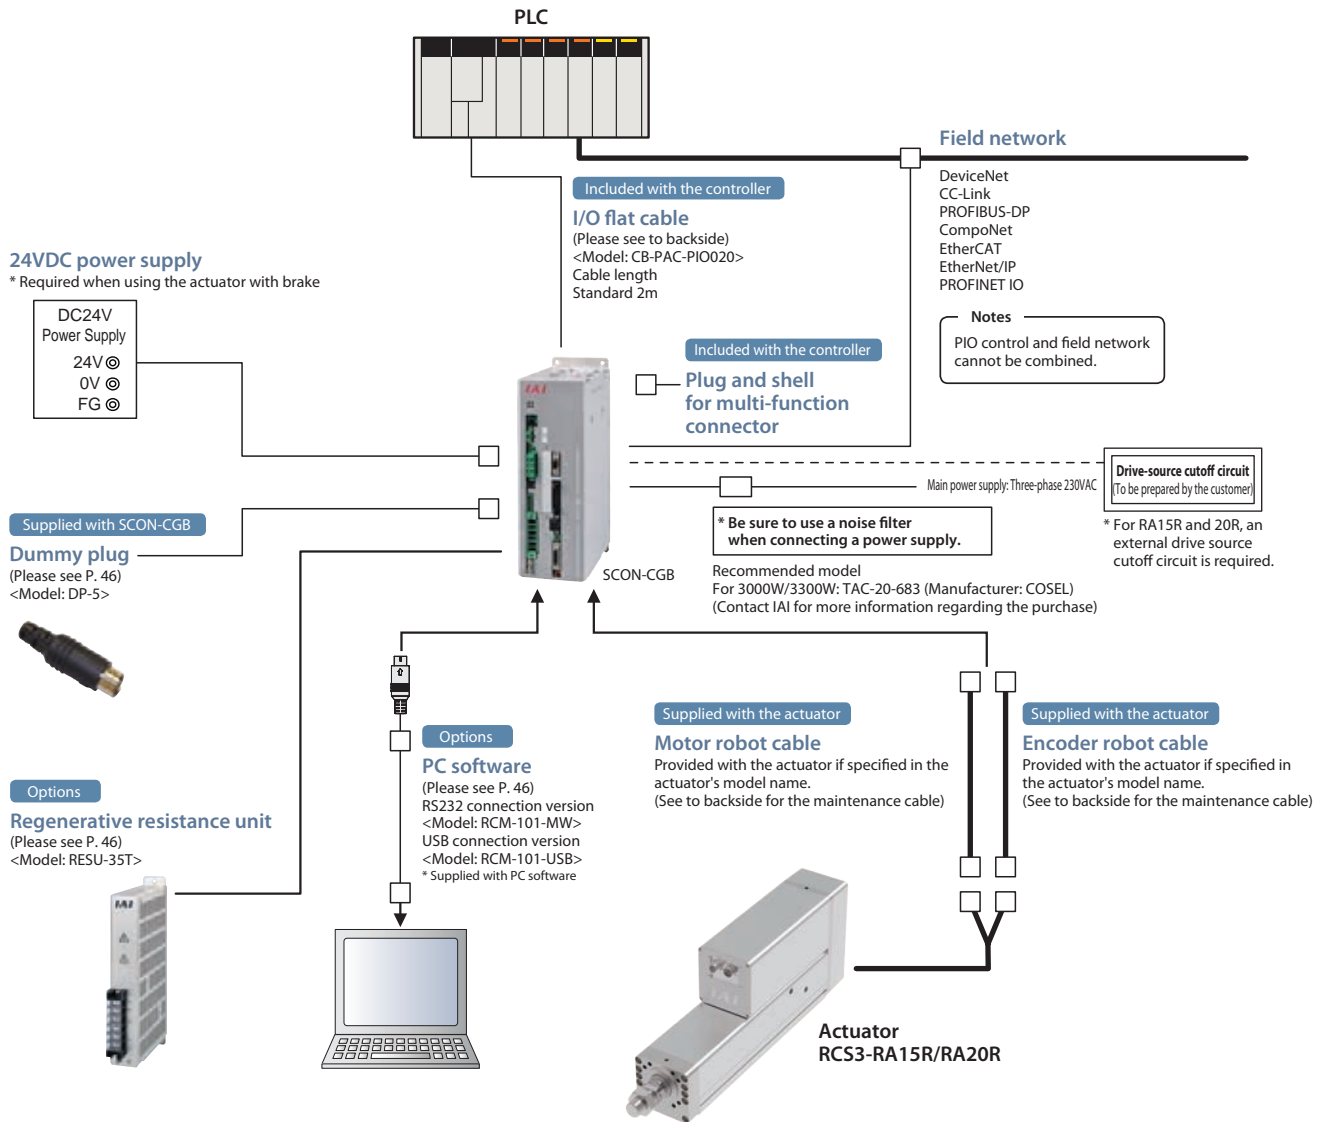 PLC
Field network
DeviceNet
CC-Link
PROFIBUS-DP
CompoNet
EtherCAT
EtherNet/IP
PROFINET IO
Notes
PIO control and field network
cannot be combined.
Included with the controller
I/O flat cable
(Please see to backside)
<Model: CB-PAC-PIO020>
Cable length
Standard 2m
24VDC power supply
* Required when using the actuator with brake
DC24V
Power Supply
24V
0V
FG
Included with the controller
Plug and shell
for multi-function
connector
IAI
SCON-CGB
Main power supply: Three-phase 230VAC
Drive-source cutoff circuit
(To be prepared by the customer)
* For RA15R and 20R, an
external drive source
cutoff circuit is required.
* Be sure to use a noise filter
when connecting a power supply.
Recommended model
For 3000W/3300W: TAC-20-683 (Manufacturer: COSEL)
(Contact IAI for more information regarding the purchase)
Supplied with SCON-CGB
Dummy plug
(Please see P. 46)
<Model: DP-5>
Options
Regenerative resistance unit
(Please see P. 46)
<Model: RESU-35T>
IAI
Options
PC software
(Please see P. 46)
RS232 connection version
<Model: RCM-101-MW>
USB connection version
<Model: RCM-101-USB>
* Supplied with PC software
Supplied with the actuator
Motor robot cable
Provided with the actuator if specified in the
actuator's model name.
(See to backside for the maintenance cable)
Supplied with the actuator
Encoder robot cable
Provided with the actuator if specified in
the actuator's model name.
(See to backside for the maintenance cable)
IAI
Actuator
RCS3-RA15R/RA20R